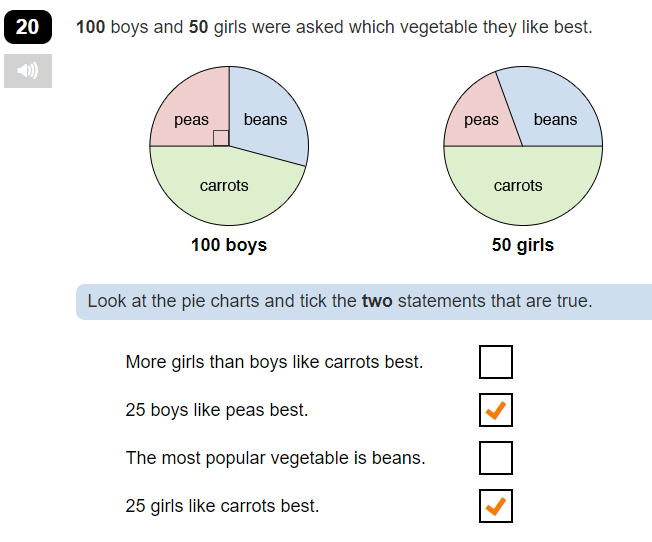 20
100 boys and 50 girls were asked which vegetable they like best.
peas
beans
carrots
100 boys
peas
beans
carrots
50 girls
Look at the pie charts and tick the two statements that are true.
More girls than boys like carrots best.
25 boys like peas best.
The most popular vegetable is beans.
25 girls like carrots best.